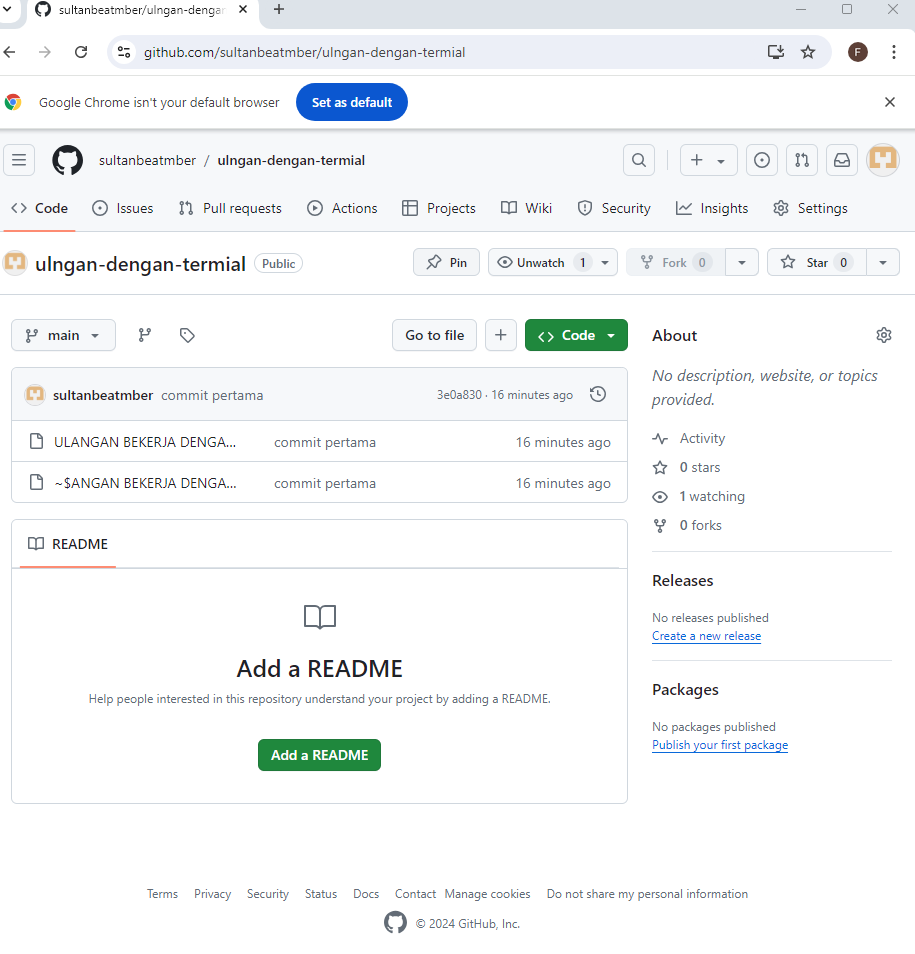 sultanbeatmber/ulngan-dengan
github.com/sultanbeatmber/ulngan-dengan-termial
F
Google Chrome isn't your default browser
Set as default
sultanbeatmber / ulngan-dengan-termial
Code Issues Pull requests Actions Projects Wiki Security Insights Settings
ulngan-dengan-termial Public
Pin Unwatch 1 Fork 0 Star 0
main Go to file Code
sultanbeatmber commit pertama 3e0a830 · 16 minutes ago
ULANGAN BEKERJA DENGA... commit pertama 16 minutes ago
~$ANGAN BEKERJA DENGA... commit pertama 16 minutes ago
README
Add a README
Help people interested in this repository understand your project by adding a README.
Add a README
About
No description, website, or topics
provided.
Activity
0 stars
1 watching
0 forks
Releases
No releases published
Create a new release
Packages
No packages published
Publish your first package
Terms Privacy Security Status Docs Contact Manage cookies Do not share my personal information
© 2024 GitHub, Inc.